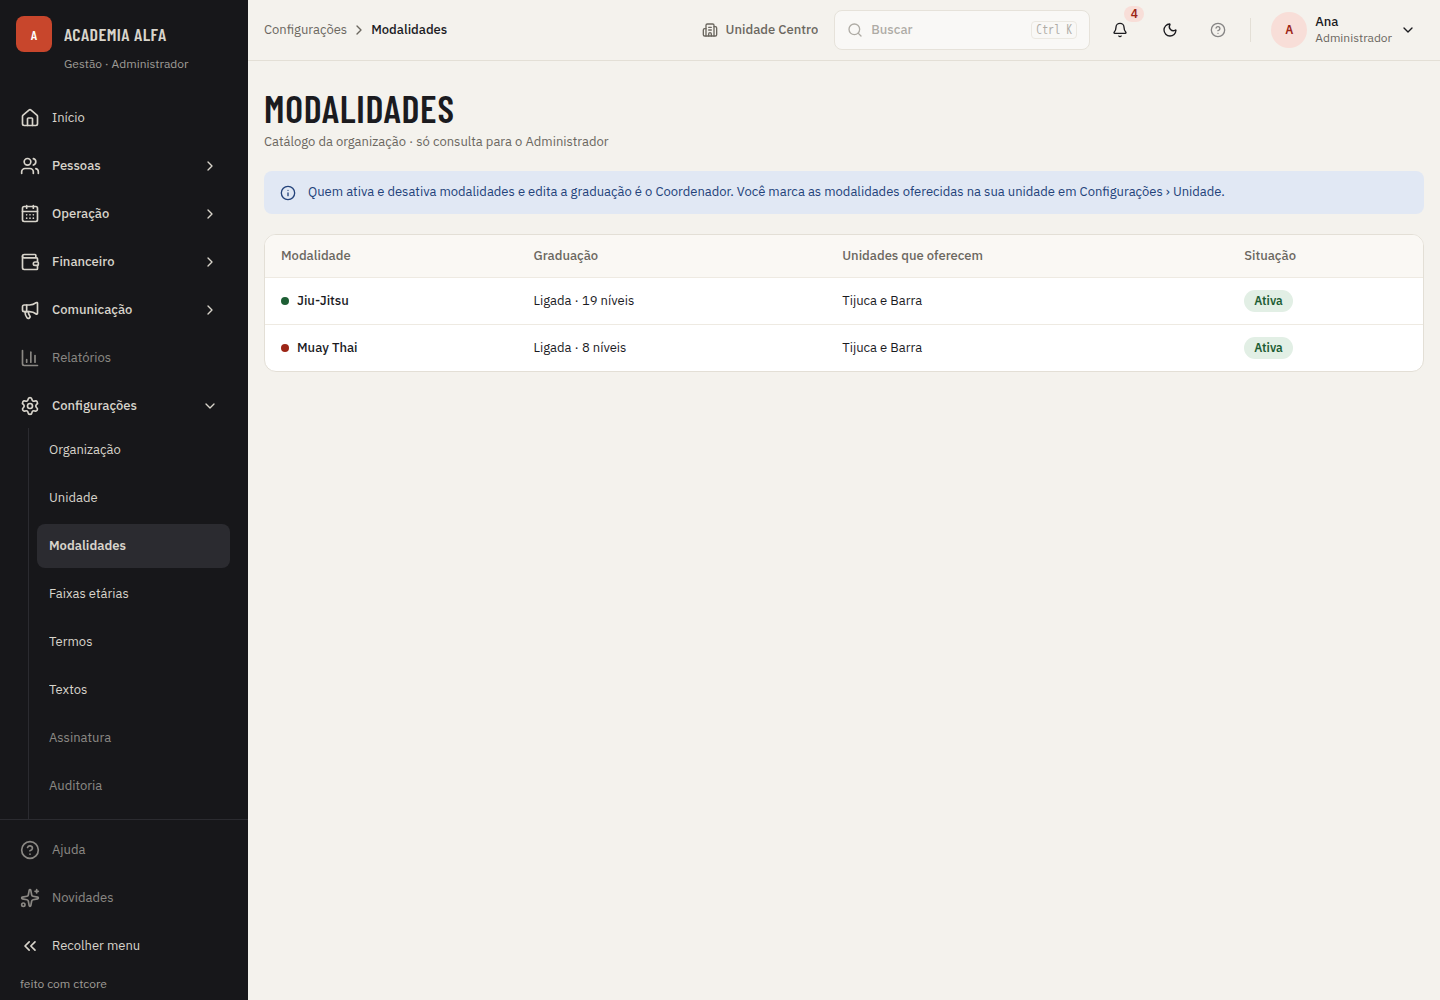 A
ACADEMIA ALFA
Gestão · Administrador
Início
Pessoas
Operação
Financeiro
Comunicação
Relatórios
Configurações
Organização
Unidade
Modalidades
Faixas etárias
Termos
Textos
Assinatura
Auditoria
Ajuda
Novidades
Recolher menu
feito com ctcore
Configurações > Modalidades
Unidade Centro
Buscar
Ctrl K
4
A
Ana
Administrador
MODALIDADES
Catálogo da organização · só consulta para o Administrador
Quem ativa e desativa modalidades e edita a graduação é o Coordenador. Você marca as modalidades oferecidas na sua unidade em Configurações › Unidade.
Modalidade Graduação Unidades que oferecem Situação
Jiu-Jitsu Ligada · 19 níveis Tijuca e Barra Ativa
Muay Thai Ligada · 8 níveis Tijuca e Barra Ativa